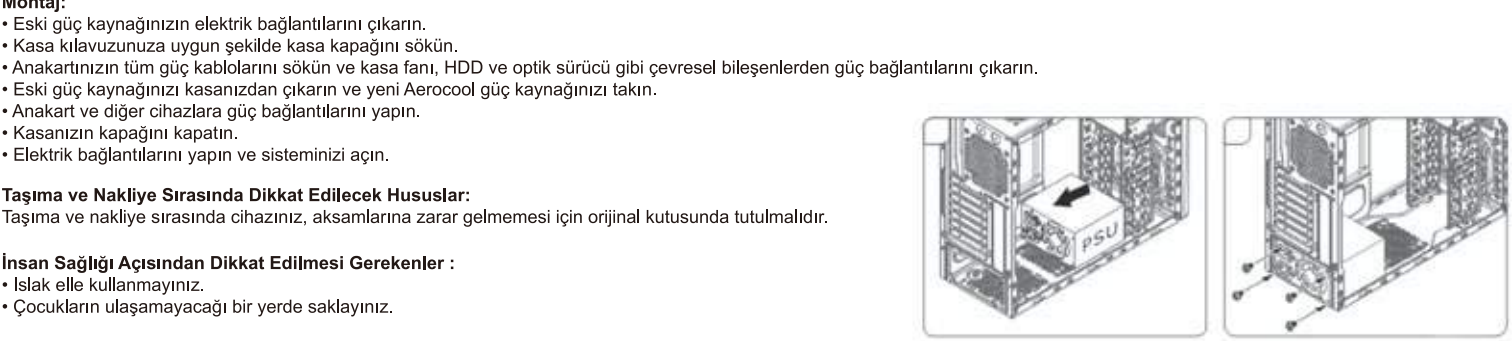 Montaj:
• Eski güç kaynağınızın elektrik bağlantılarını çıkarın.
• Kasa kılavuzunuza uygun şekilde kasa kapağını sökün.
• Anakartınızın tüm güç kablolarını sökün ve kasa fanı, HDD ve optik sürücü gibi çevresel bileşenlerden güç bağlantılarını çıkarın.
• Eski güç kaynağınızı kasanızdan çıkarın ve yeni Aerocool güç kaynağınızı takın.
• Anakart ve diğer cihazlara güç bağlantılarını yapın.
• Kasanızın kapağını kapatın.
• Elektrik bağlantılarını yapın ve sisteminizi açın.
Taşıma ve Nakliye Sırasında Dikkat Edilecek Hususlar:
Taşıma ve nakliye sırasında cihazınız, aksamlarına zarar gelmemesi için orijinal kutusunda tutulmalıdır.
PSU
İnsan Sağlığı Açısından Dikkat Edilmesi Gerekenler :
• Islak elle kullanmayınız.
• Çocukların ulaşamayacağı bir yerde saklayınız.